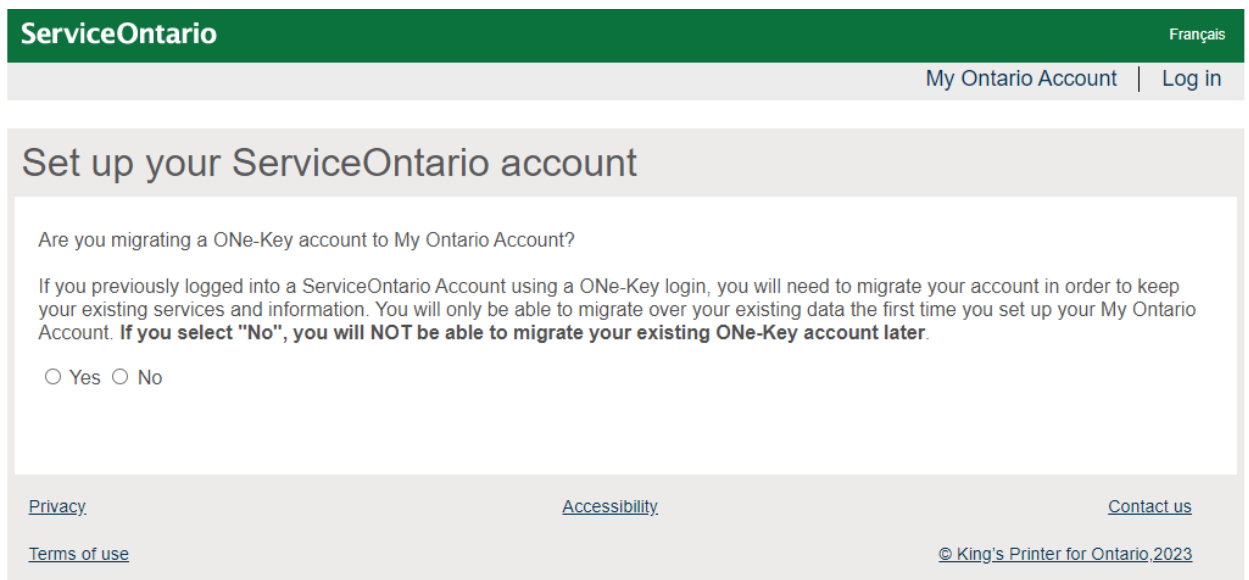 ServiceOntario
Français
My Ontario Account | Log in
Set up your ServiceOntario account
Are you migrating a ONe-Key account to My Ontario Account?
If you previously logged into a ServiceOntario Account using a ONe-Key login, you will need to migrate your account in order to keep
your existing services and information. You will only be able to migrate over your existing data the first time you set up your My Ontario
Account. If you select "No", you will NOT be able to migrate your existing ONe-Key account later.
Yes No
Privacy
Accessibility
Contact us
Terms of use
© King's Printer for Ontario,2023